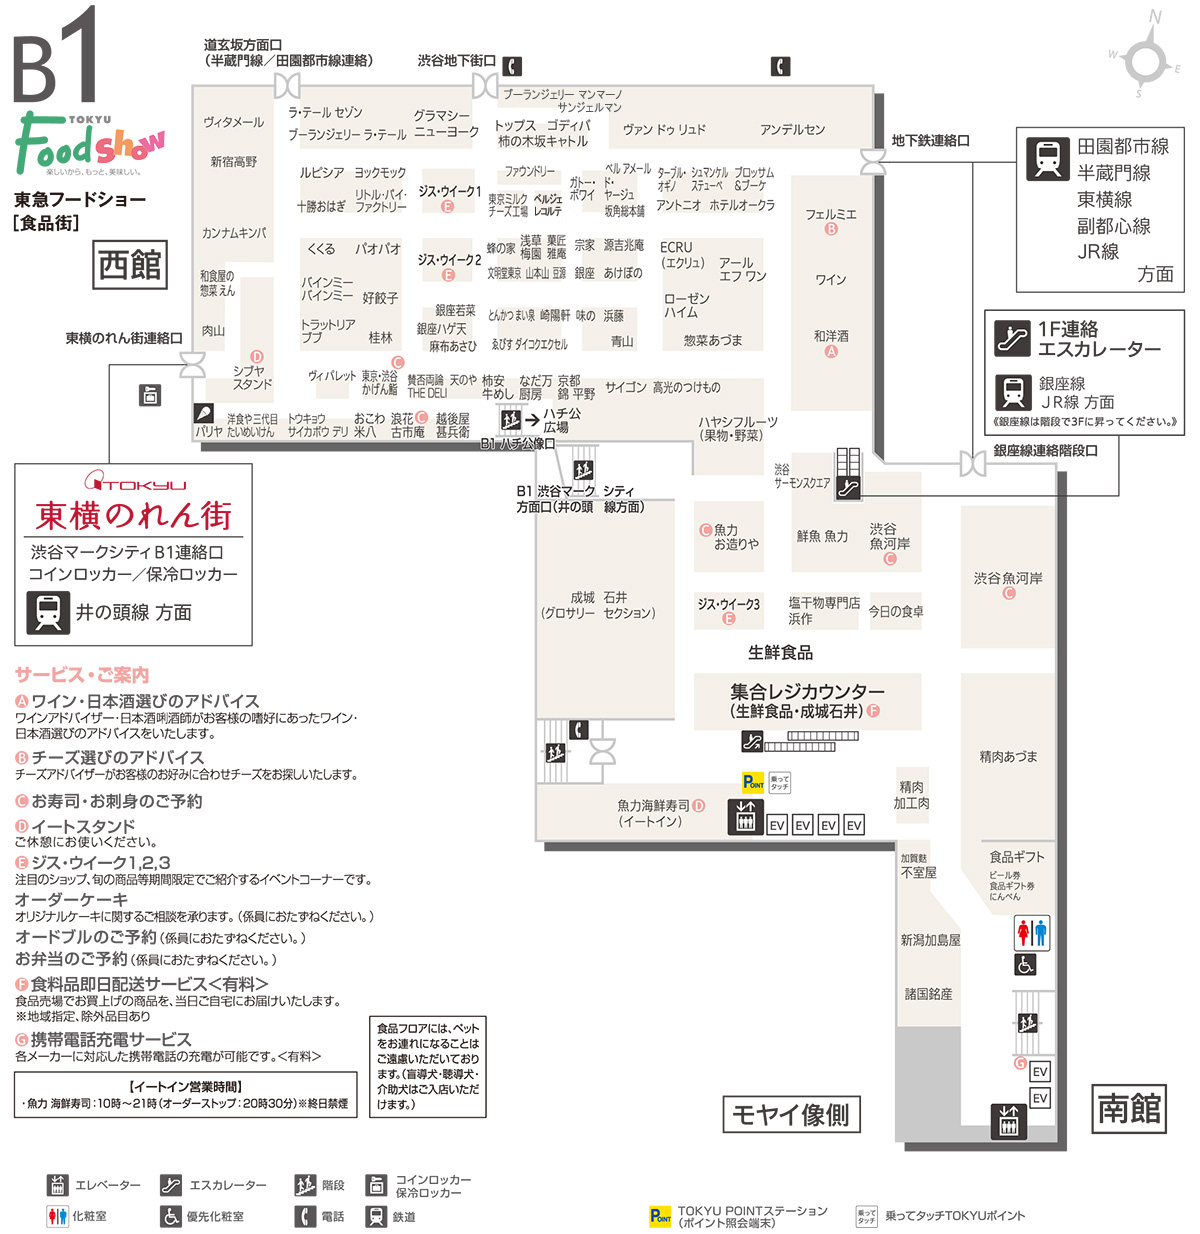 B1
TOKYU
Food show
楽しいから、もっと、美味しい。
東急フードショー
[食品街]
西館
道玄坂方面口
（半蔵門線／田園都市線連絡）
渋谷地下街口
地下鉄連絡口
N
W
E
S
田園都市線
半蔵門線
東横線
副都心線
JR線
方面
1F連絡
エスカレーター
銀座線
JR線 方面
《銀座線は階段で3Fに昇ってください。》
銀座線連絡階段口
ヴィタメール
新宿高野
カンナムキンパ
和食屋の
惣菜 えん
肉山
D
シブヤ
スタンド
ラ・テール セゾン
ブーランジェリー ラ・テール
グラマシー
ニューヨーク
ブーランジェリー マンマーノ
サンジェルマン
トップス ゴディバ
柿の木坂キャトル
ヴァン ドゥ リュド
アンデルセン
ルピシア ヨックモック
十勝おはぎ
リトル・パイ・
ファクトリー
ジス・ウイーク1
E
ファウンドリー
東京ミルク
チーズ工場
ベルジュ
レコルテ
ガトー・
ボワイ
ベル アメール
ド・
ヤージュ
坂角総本舗
ターブル・
オギノ
シュマンケル
ステューベ
ブロッサム
&ブーケ
アントニオ ホテルオークラ
フェルミエ
B
ワイン
和洋酒
A
くくる パオパオ
バインミー
バインミー 好餃子
トラットリア
ブブ
桂林
ジス・ウイーク2
E
蜂の家
浅草
梅園
菓匠
雅庵
宗家 源吉兆庵
文明堂東京 山本山 豆源
銀座 あけぼの
銀座若菜
銀座ハゲ天
麻布あさひ
とんかつ まい泉 崎陽軒
味の 浜藤
ゑびす ダイコクエクセル
青山
ECRU
（エクリュ）
アール
エフ ワン
ローゼン
ハイム
惣菜あづま
ヴィパレット
C
東京・渋谷
かげん鮨
賛否両論
THE DELI
天のや
柿安
牛めし
なだ万
厨房
京都
錦 平野
サイゴン 高光のつけもの
ハヤシフルーツ
（果物・野菜）
パリヤ
洋食や三代目
たいめいけん
トウキョウ
サイカボウ デリ
おこわ
米八
浪花
古市庵
C
越後屋
甚兵衛
ハチ公
広場
B1 ハチ公像口
B1 渋谷マーク シティ
方面口（井の頭 線方面）
東横のれん街連絡口
TOKYU
東横のれん街
渋谷マークシティB1連絡口
コインロッカー／保冷ロッカー
井の頭線 方面
渋谷
サーモンスクエア
C 魚力
お造りや
鮮魚 魚力
渋谷
魚河岸
C
渋谷 魚河岸
C
成城 石井
（グロサリー セクション）
ジス・ウイーク3
E
塩干物専門店
浜作
今日の食卓
生鮮食品
集合レジカウンター
（生鮮食品・成城石井） F
POINT
乗って
タッチ
魚力海鮮寿司 D
（イートイン）
EV EV EV EV
精肉
加工肉
精肉あづま
加賀麩
不室屋
食品ギフト
ビール券
食品ギフト券
にんべん
新潟加島屋
諸国銘産
G
EV
EV
モヤイ像側
南館
サービス・ご案内
A ワイン・日本酒選びのアドバイス
ワインアドバイザー・日本酒唎酒師がお客様の嗜好にあったワイン・
日本酒選びのアドバイスをいたします。
B チーズ選びのアドバイス
チーズアドバイザーがお客様のお好みに合わせチーズをお探しいたします。
C お寿司・お刺身のご予約
D イートスタンド
ご休憩にお使いください。
E ジス・ウイーク1,2,3
注目のショップ、旬の商品等期間限定でご紹介するイベントコーナーです。
オーダーケーキ
オリジナルケーキに関するご相談を承ります。（係員におたずねください。）
オードブルのご予約（係員におたずねください。）
お弁当のご予約（係員におたずねください。）
F 食料品即日配送サービス＜有料＞
食品売場でお買上げの商品を、当日ご自宅にお届けいたします。
※地域指定、除外品目あり
G 携帯電話充電サービス
各メーカーに対応した携帯電話の充電が可能です。＜有料＞
【イートイン営業時間】
・魚力 海鮮寿司：10時～21時（オーダーストップ：20時30分）※終日禁煙
食品フロアには、ペット
をお連れになることは
ご遠慮いただいており
ます。（盲導犬・聴導犬・
介助犬はご入店いただ
けます。）
エレベーター
エスカレーター
階段
コインロッカー
保冷ロッカー
化粧室
優先化粧室
電話
鉄道
POINT
TOKYU POINTステーション
（ポイント照会端末）
乗って
タッチ
乗ってタッチTOKYUポイント